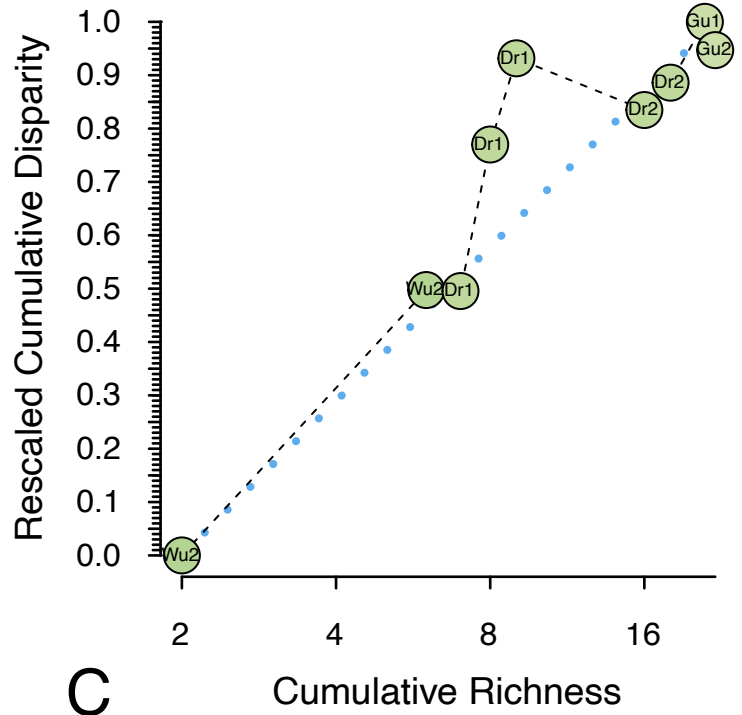 Rescaled Cumulative Disparity
1.0
0.9
0.8
0.7
0.6
0.5
0.4
0.3
0.2
0.1
0.0
Gu1
Gu2
Dr1
Dr2
Dr2
Dr1
Wu2
Dr1
Wu2
2
4
8
16
C
Cumulative Richness